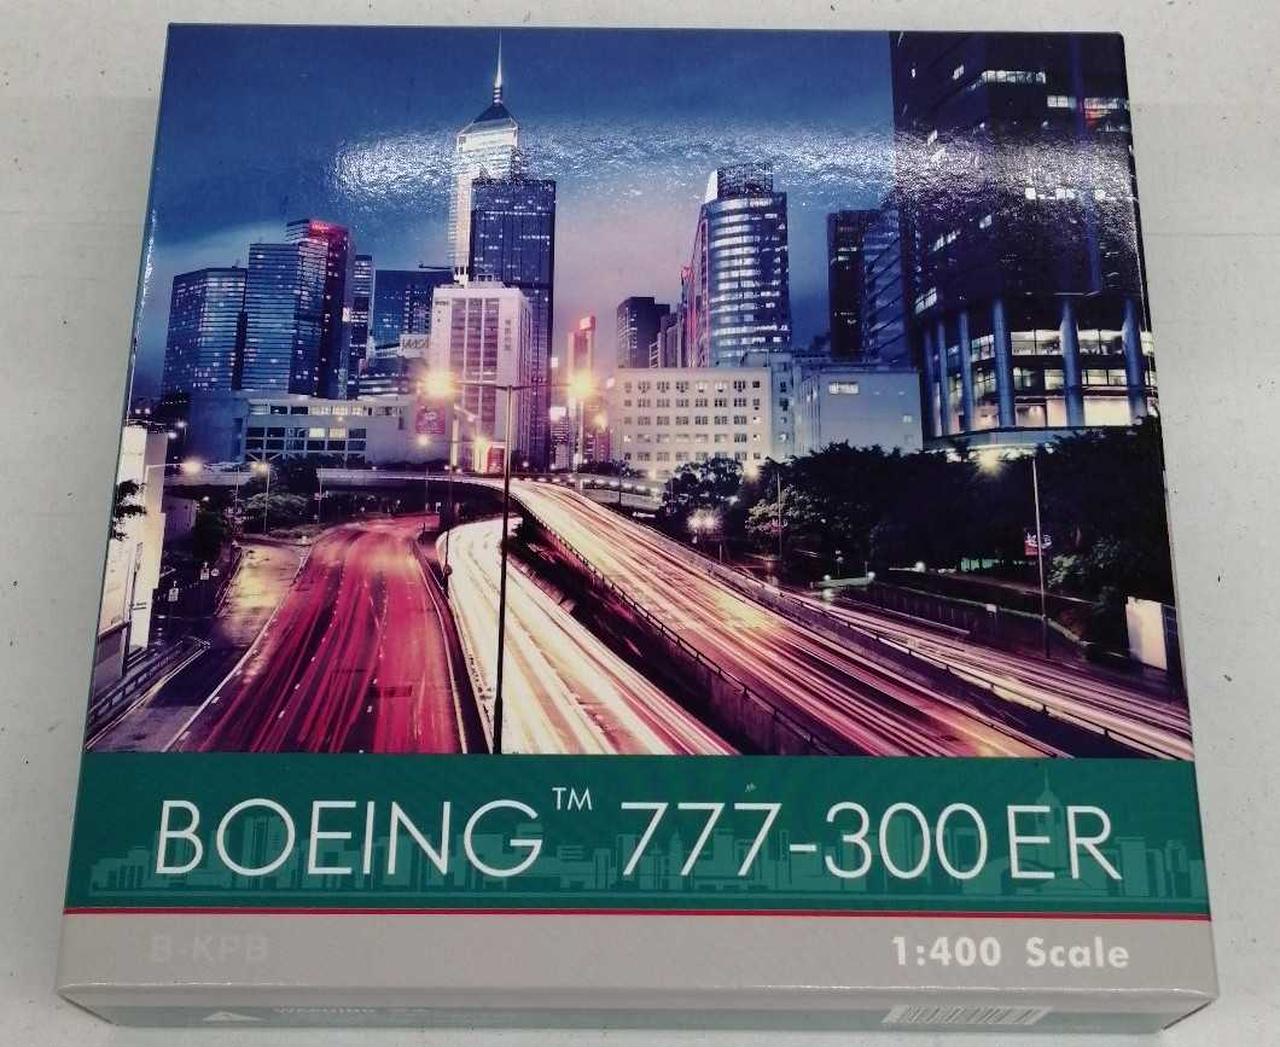 BOEING™ 777-300ER
B-KPB
1:400 Scale